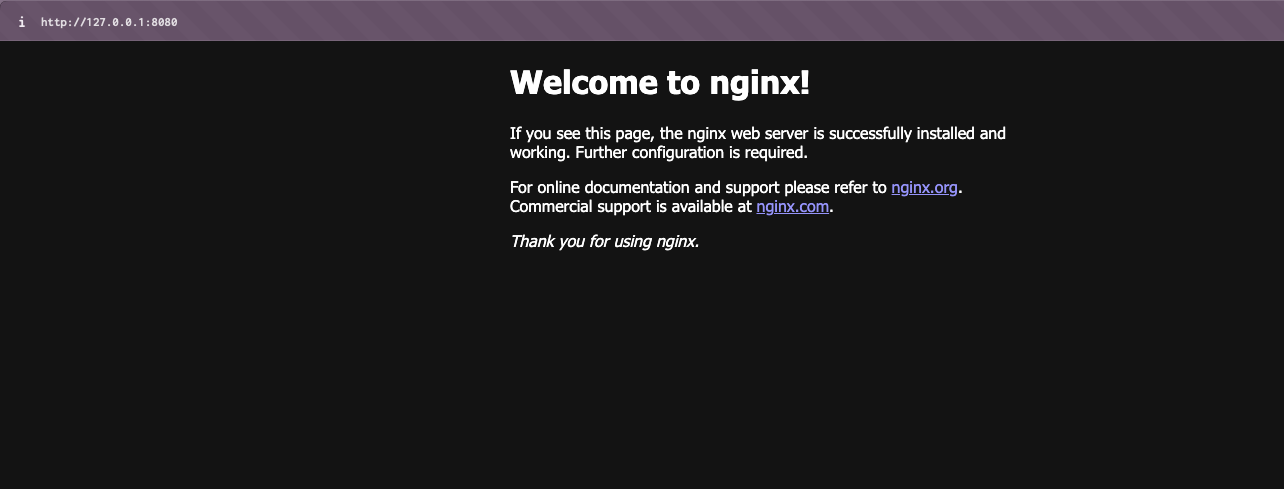 i http://127.0.0.1:8080
Welcome to nginx!
If you see this page, the nginx web server is successfully installed and
working. Further configuration is required.
For online documentation and support please refer to nginx.org.
Commercial support is available at nginx.com.
Thank you for using nginx.